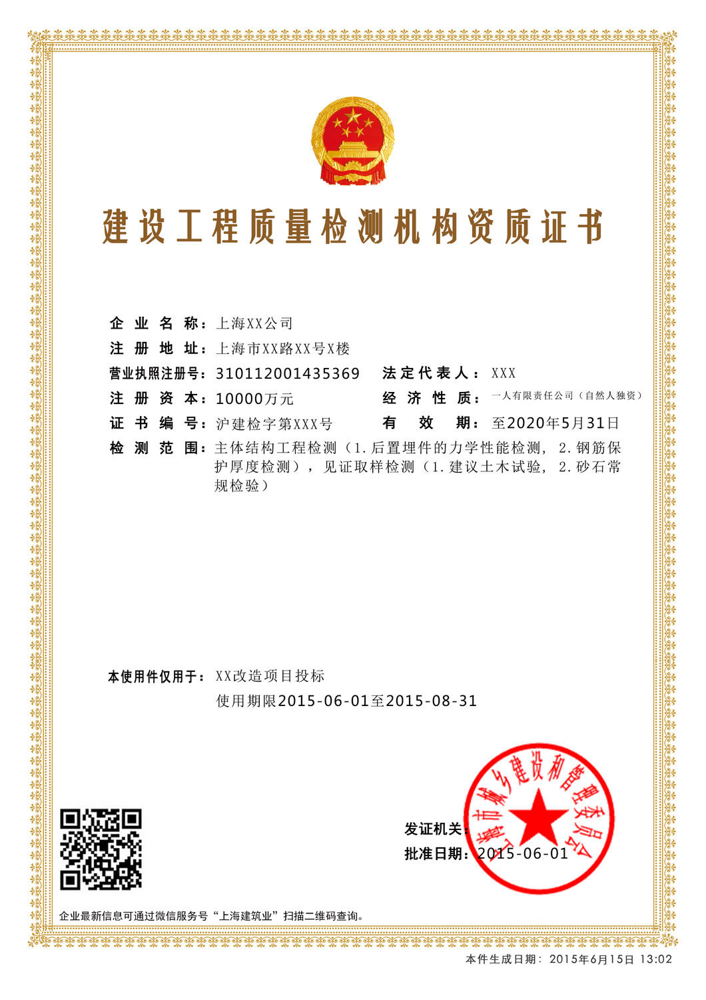 建设工程质量检测机构资质证书
企业名称：上海XX公司
注册地址：上海市XX路XX号X楼
营业执照注册号：310112001435369 法定代表人：XXX
注册资本：10000万元 经济性质：一人有限责任公司（自然人独资）
证书编号：沪建检字第XXX号 有效期：至2020年5月31日
检测范围：主体结构工程检测（1.后置埋件的力学性能检测，2.钢筋保
护厚度检测），见证取样检测（1.建议土木试验，2.砂石常
规检验）
本使用件仅用于：XX改造项目投标
使用期限2015-06-01至2015-08-31
上海市城乡建设和管理委员会
发证机关：
批准日期：2015-06-01
企业最新信息可通过微信服务号“上海建筑业”扫描二维码查询。
本件生成日期：2015年6月15日 13:02